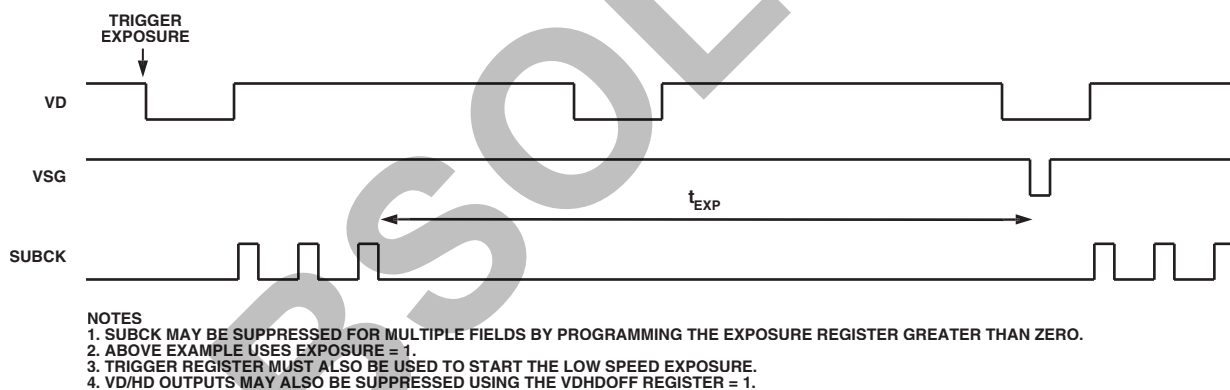 TRIGGER
EXPOSURE
VD
VSG
tEXP
SUBCK
NOTES
1. SUBCK MAY BE SUPPRESSED FOR MULTIPLE FIELDS BY PROGRAMMING THE EXPOSURE REGISTER GREATER THAN ZERO.
2. ABOVE EXAMPLE USES EXPOSURE = 1.
3. TRIGGER REGISTER MUST ALSO BE USED TO START THE LOW SPEED EXPOSURE.
4. VD/HD OUTPUTS MAY ALSO BE SUPPRESSED USING THE VDHDOFF REGISTER = 1.
BSOL